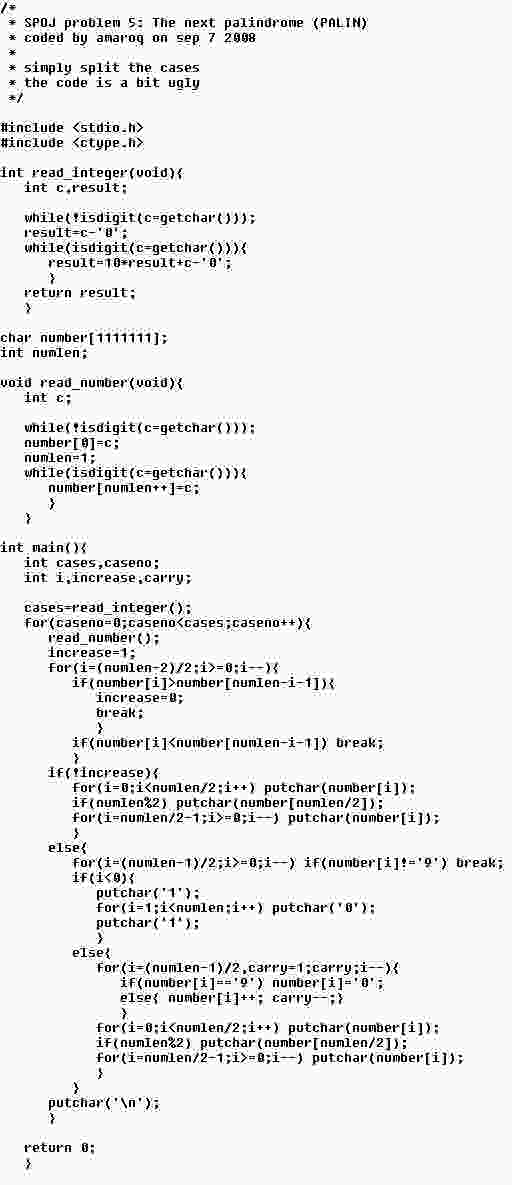 /*
 * SPOJ problem 5: The next palindrome (PALIN)
 * coded by amaroq on sep 7 2008
 *
 * simply split the cases
 * the code is a bit ugly
 */

#include <stdio.h>
#include <ctype.h>

int read_integer(void){
   int c,result;

   while(!isdigit(c=getchar()));
   result=c-'0';
   while(isdigit(c=getchar())){
      result=10*result+c-'0';
      }
   return result;
   }

char number[1111111];
int numlen;

void read_number(void){
   int c;

   while(!isdigit(c=getchar()));
   number[0]=c;
   numlen=1;
   while(isdigit(c=getchar())){
      number[numlen++]=c;
      }
   }

int main(){
   int cases,caseno;
   int i,increase,carry;

   cases=read_integer();
   for(caseno=0;caseno<cases;caseno++){
      read_number();
      increase=1;
      for(i=(numlen-2)/2;i>=0;i--){
         if(number[i]>number[numlen-i-1]){
            increase=0;
            break;
            }
         if(number[i]<number[numlen-i-1]) break;
         }
      if(!increase){
         for(i=0;i<numlen/2;i++) putchar(number[i]);
         if(numlen%2) putchar(number[numlen/2]);
         for(i=numlen/2-1;i>=0;i--) putchar(number[i]);
         }
      else{
         for(i=(numlen-1)/2;i>=0;i--) if(number[i]!='9') break;
         if(i<0){
            putchar('1');
            for(i=1;i<numlen;i++) putchar('0');
            putchar('1');
            }
         else{
            for(i=(numlen-1)/2,carry=1;carry;i--){
               if(number[i]=='9') number[i]='0';
               else{ number[i]++; carry--;}
               }
            for(i=0;i<numlen/2;i++) putchar(number[i]);
            if(numlen%2) putchar(number[numlen/2]);
            for(i=numlen/2-1;i>=0;i--) putchar(number[i]);
            }
         }
      putchar('\n');
      }

   return 0;
   }